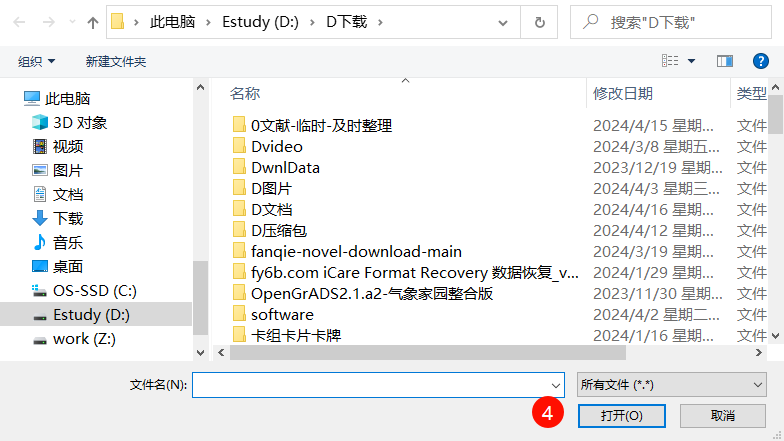 此电脑 > Estudy (D:) > D下载 >
搜索"D下载"
组织
新建文件夹
此电脑
3D 对象
视频
图片
文档
下载
音乐
桌面
OS-SSD (C:)
Estudy (D:)
work (Z:)
名称 修改日期 类型
0文献-临时-及时整理 2024/4/15 星期... 文件
Dvideo 2024/3/8 星期五... 文件
DwnlData 2023/12/19 星期... 文件
D图片 2024/4/3 星期三... 文件
D文档 2024/4/16 星期... 文件
D压缩包 2024/4/12 星期... 文件
fanqie-novel-download-main 2024/3/19 星期... 文件
fy6b.com iCare Format Recovery 数据恢复_v... 2024/1/29 星期... 文件
OpenGrADS2.1.a2-气象家园整合版 2023/11/30 星期... 文件
software 2024/4/2 星期二... 文件
卡组卡片卡牌 2024/1/16 星期... 文件
文件名(N):
所有文件 (*.*)
4
打开(O)
取消